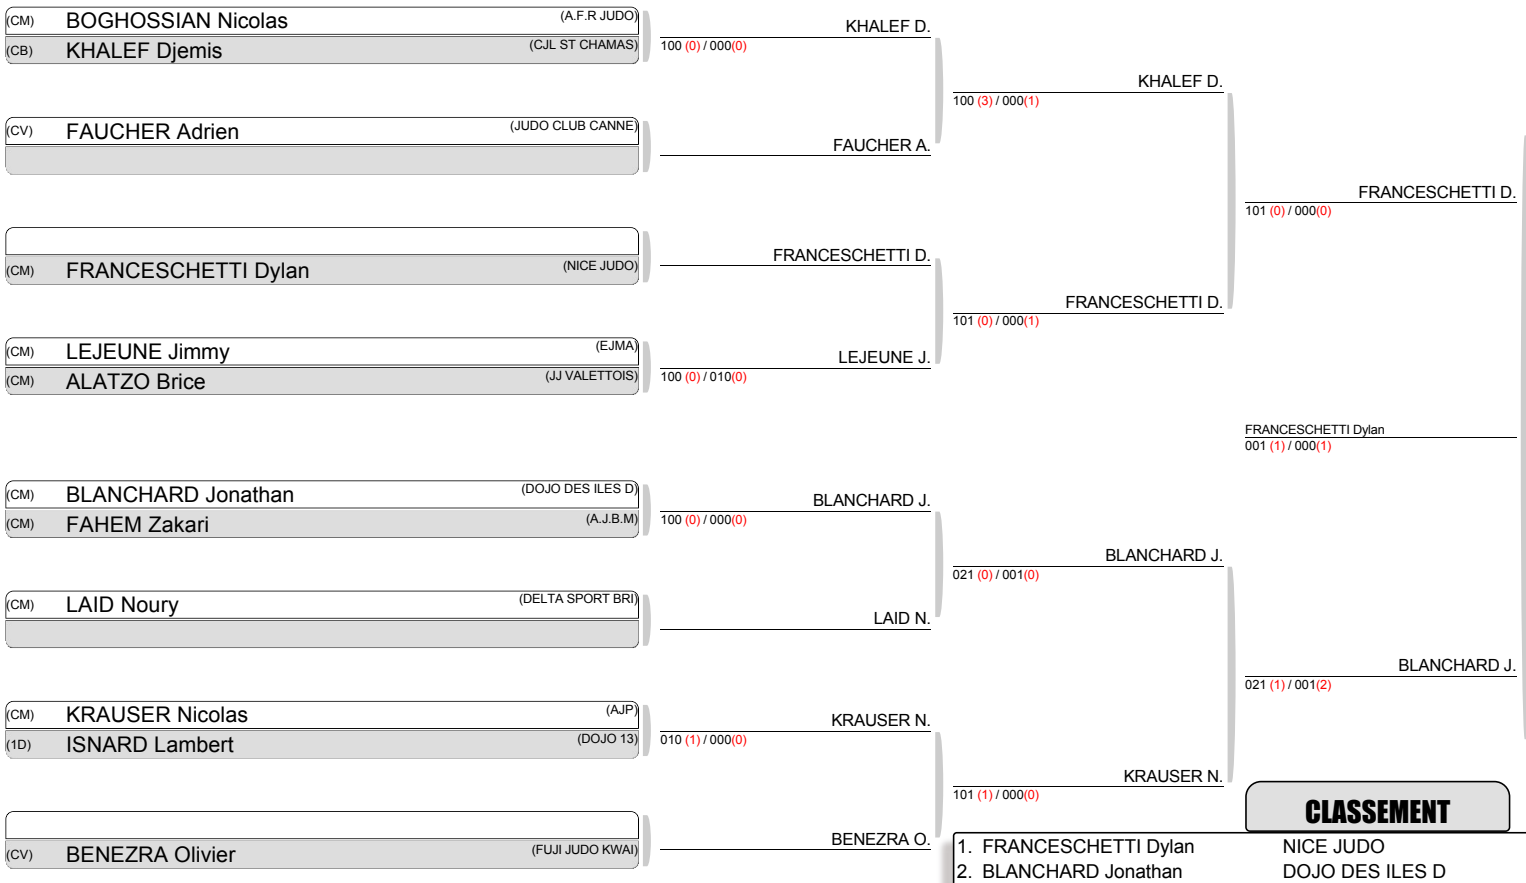 (CM) BOGHOSSIAN Nicolas (A.F.R JUDO)
(CB) KHALEF Djemis (CJL ST CHAMAS)
(CV) FAUCHER Adrien (JUDO CLUB CANNE)
(CM) FRANCESCHETTI Dylan (NICE JUDO)
(CM) LEJEUNE Jimmy (EJMA)
(CM) ALATZO Brice (JJ VALETTOIS)
(CM) BLANCHARD Jonathan (DOJO DES ILES D)
(CM) FAHEM Zakari (A.J.B.M)
(CM) LAID Noury (DELTA SPORT BRI)
(CM) KRAUSER Nicolas (AJP)
(1D) ISNARD Lambert (DOJO 13)
(CV) BENEZRA Olivier (FUJI JUDO KWAI)
KHALEF D.
100 (0) / 000(0)
FAUCHER A.
FRANCESCHETTI D.
LEJEUNE J.
100 (0) / 010(0)
BLANCHARD J.
100 (0) / 000(0)
LAID N.
KRAUSER N.
010 (1) / 000(0)
BENEZRA O.
KHALEF D.
100 (3) / 000(1)
FRANCESCHETTI D.
101 (0) / 000(1)
BLANCHARD J.
021 (0) / 001(0)
KRAUSER N.
101 (1) / 000(0)
FRANCESCHETTI D.
101 (0) / 000(0)
FRANCESCHETTI Dylan
001 (1) / 000(1)
BLANCHARD J.
021 (1) / 001(2)
CLASSEMENT
1. FRANCESCHETTI Dylan NICE JUDO
2. BLANCHARD Jonathan DOJO DES ILES D